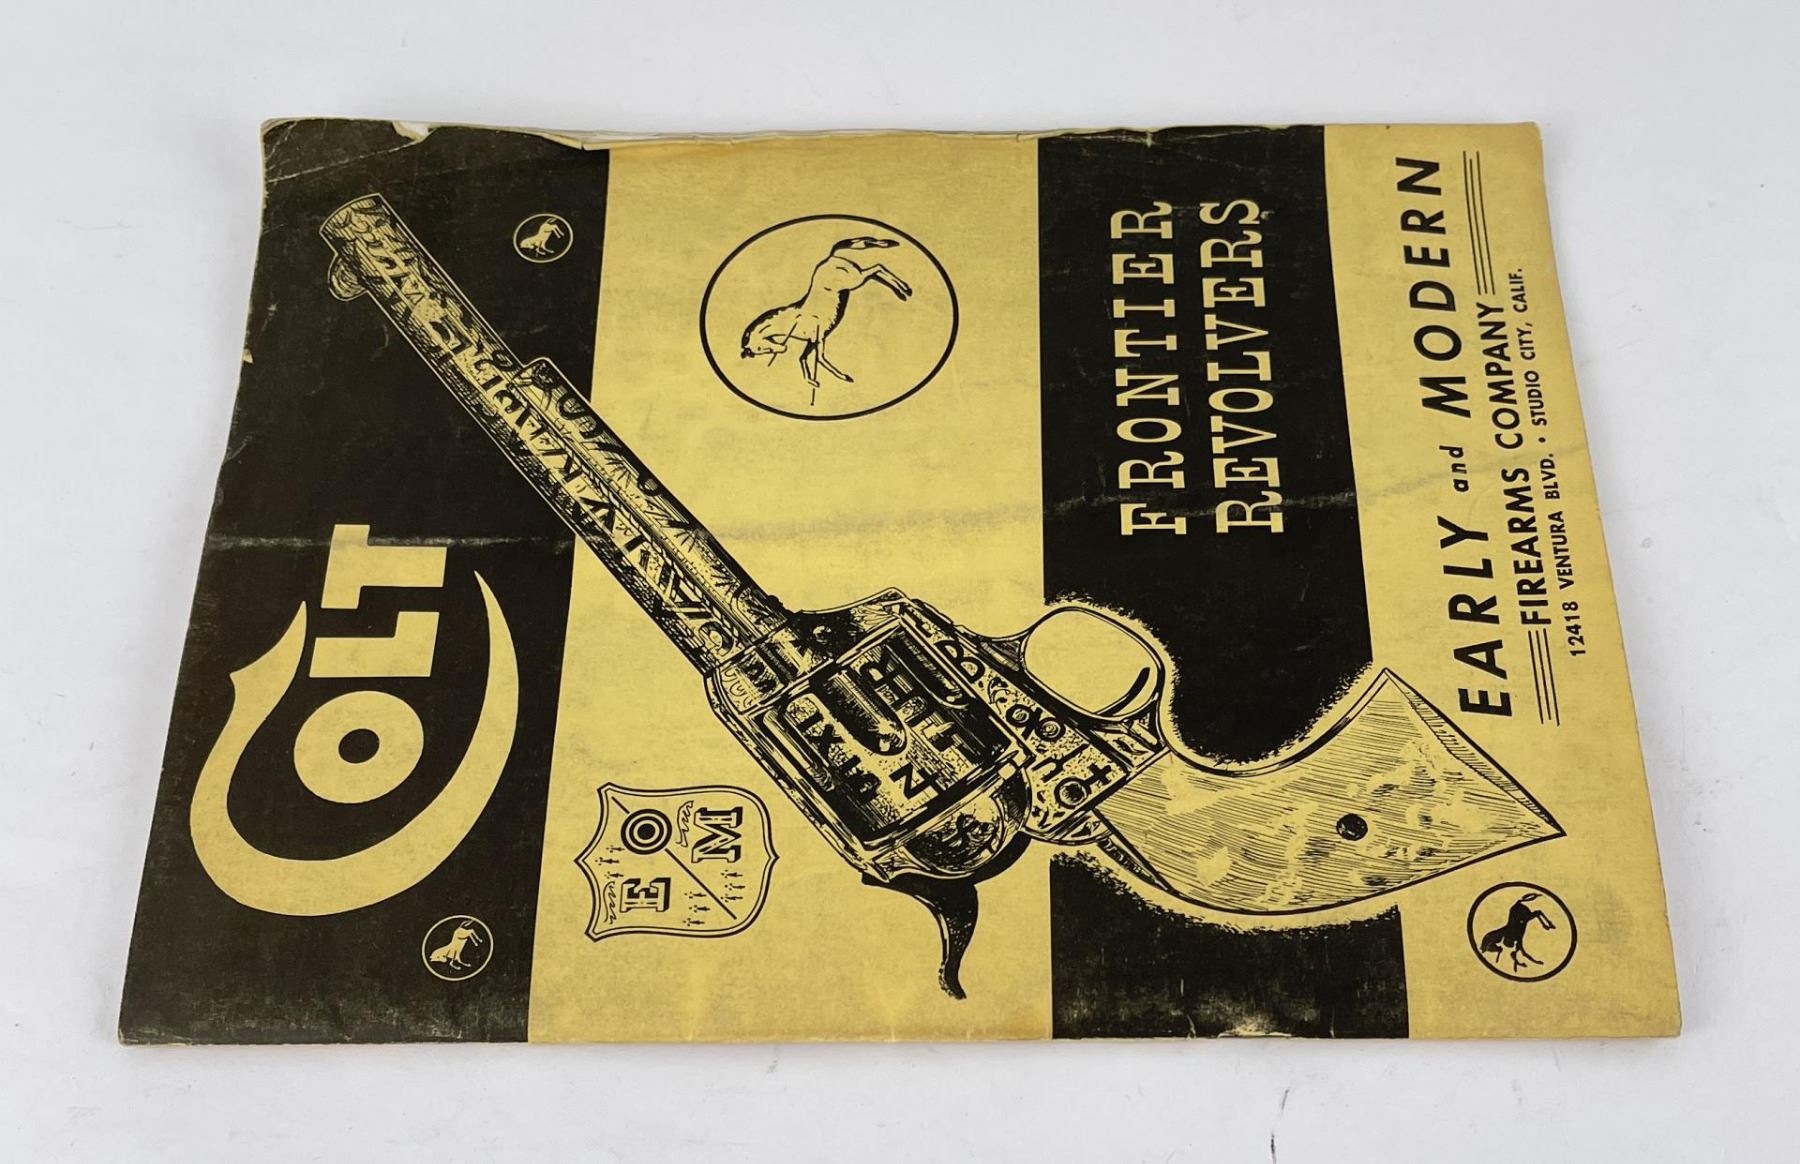 COLT
FRONTIER
REVOLVERS
E M
EARLY and MODERN
FIREARMS COMPANY
12418 VENTURA BLVD. • STUDIO CITY, CALIF.